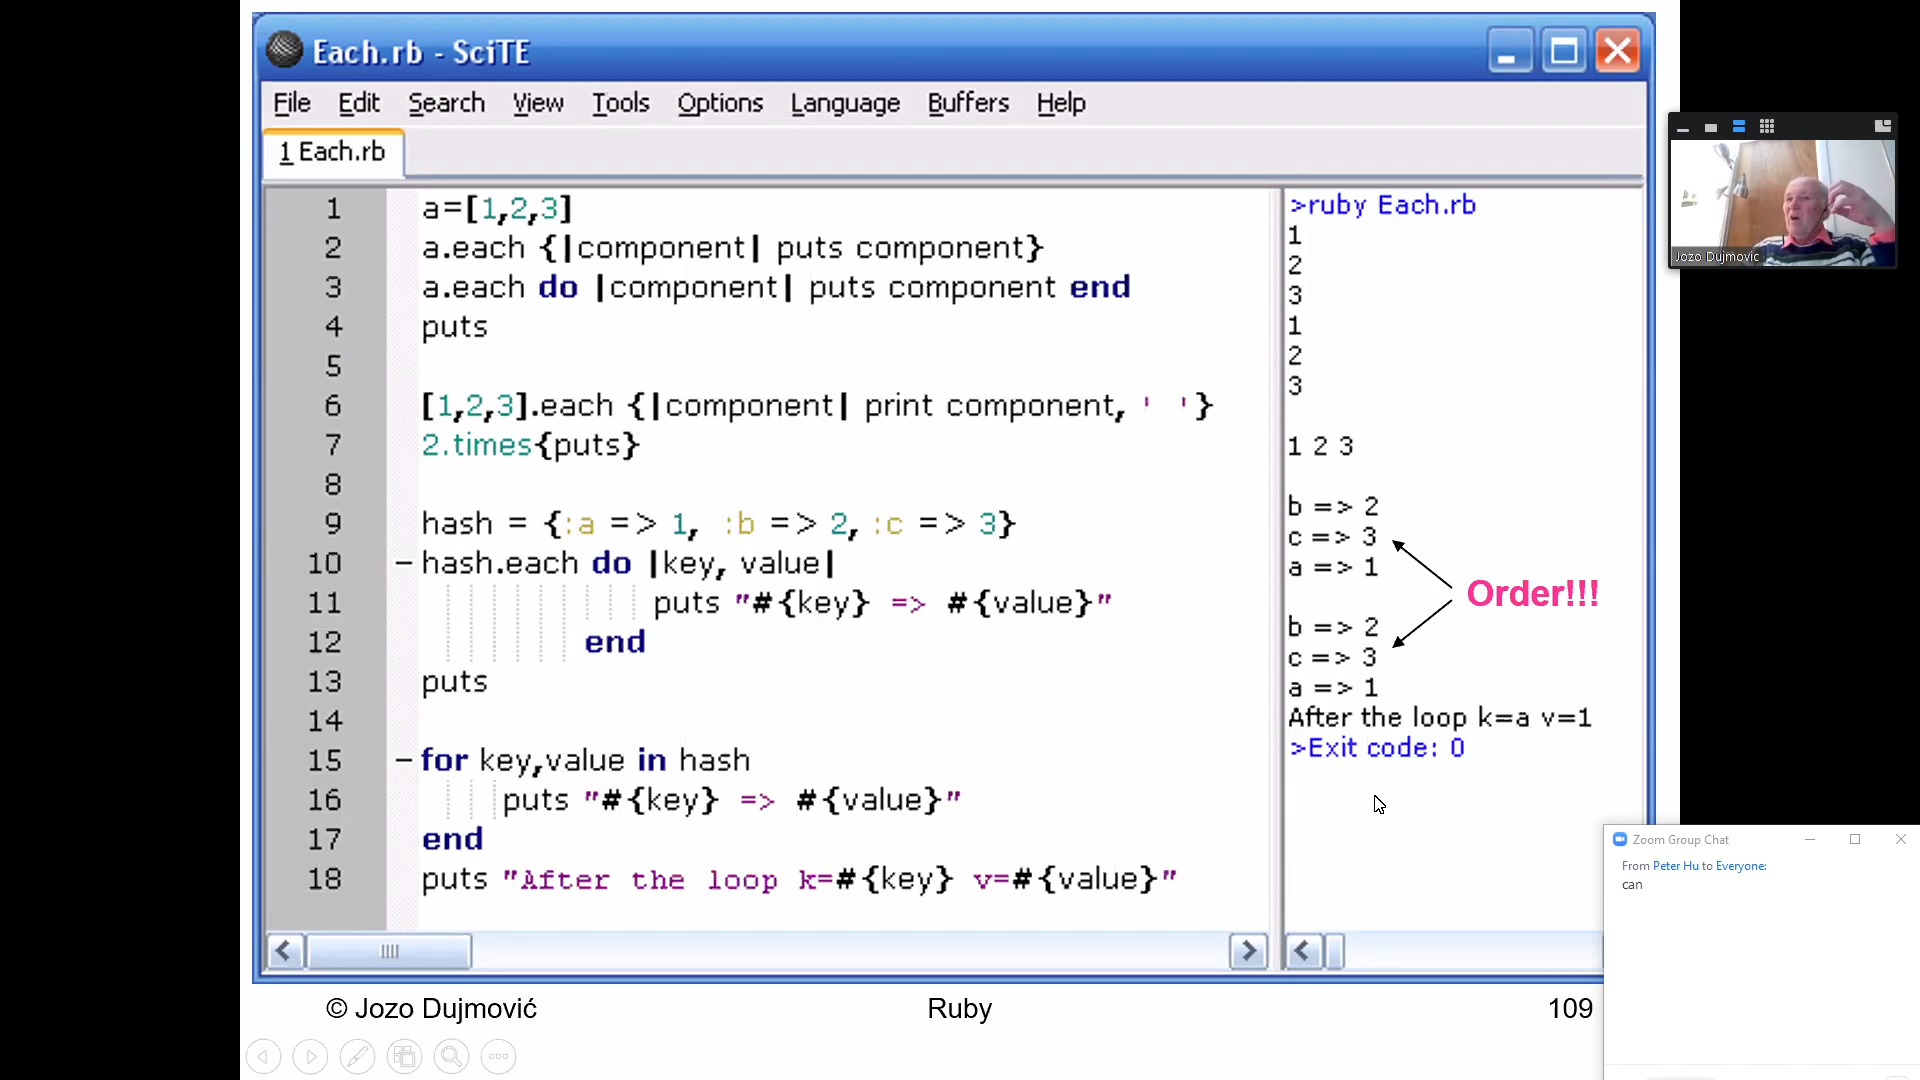 Each.rb - SciTE
File Edit Search View Tools Options Language Buffers Help
1 Each.rb
1 a=[1,2,3]
2 a.each {|component| puts component}
3 a.each do |component| puts component end
4 puts
5
6 [1,2,3].each {|component| print component, ' '}
7 2.times{puts}
8
9 hash = {:a => 1, :b => 2, :c => 3}
10 hash.each do |key, value|
11 puts "#{key} => #{value}"
12 end
13 puts
14
15 for key,value in hash
16 puts "#{key} => #{value}"
17 end
18 puts "After the loop k=#{key} v=#{value}"
>ruby Each.rb
1
2
3
1
2
3
1 2 3
b => 2
c => 3
a => 1
Order!!!
b => 2
c => 3
a => 1
After the loop k=a v=1
>Exit code: 0
© Jozo Dujmović
Ruby
109
Jozo Dujmovic
Zoom Group Chat
From Peter Hu to Everyone:
can